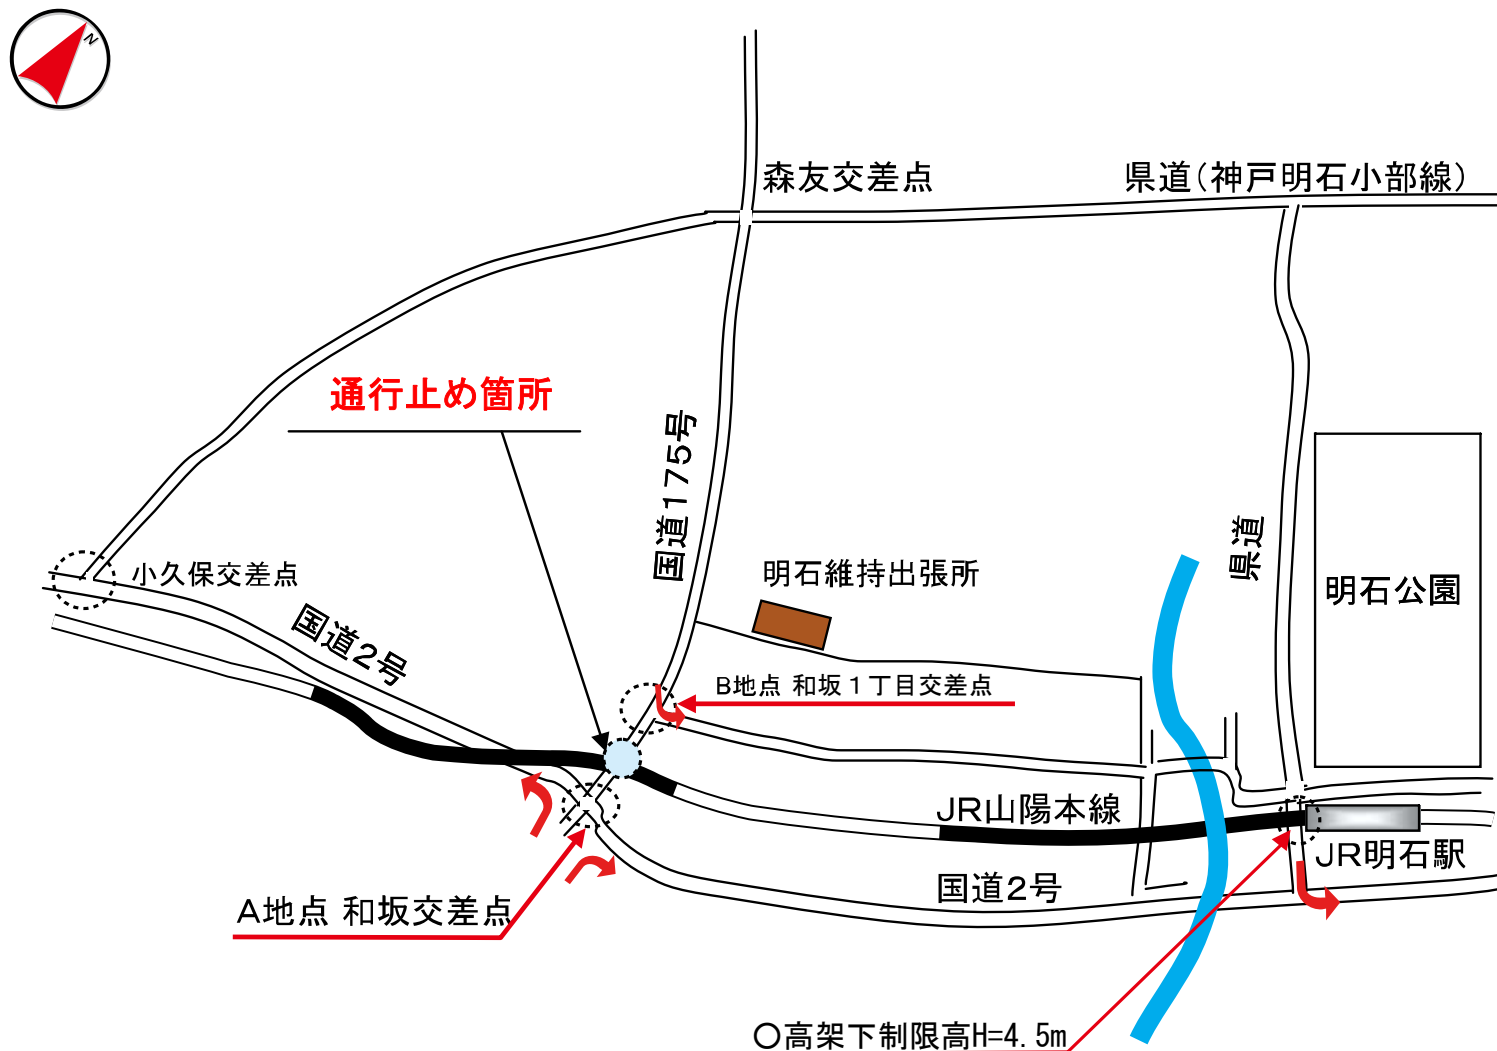 N
森友交差点
県道(神戸明石小部線)
通行止め箇所
国道175号
県道
小久保交差点
明石維持出張所
明石公園
国道2号
B地点 和坂1丁目交差点
JR山陽本線
JR明石駅
国道2号
A地点 和坂交差点
○高架下制限高H=4.5m